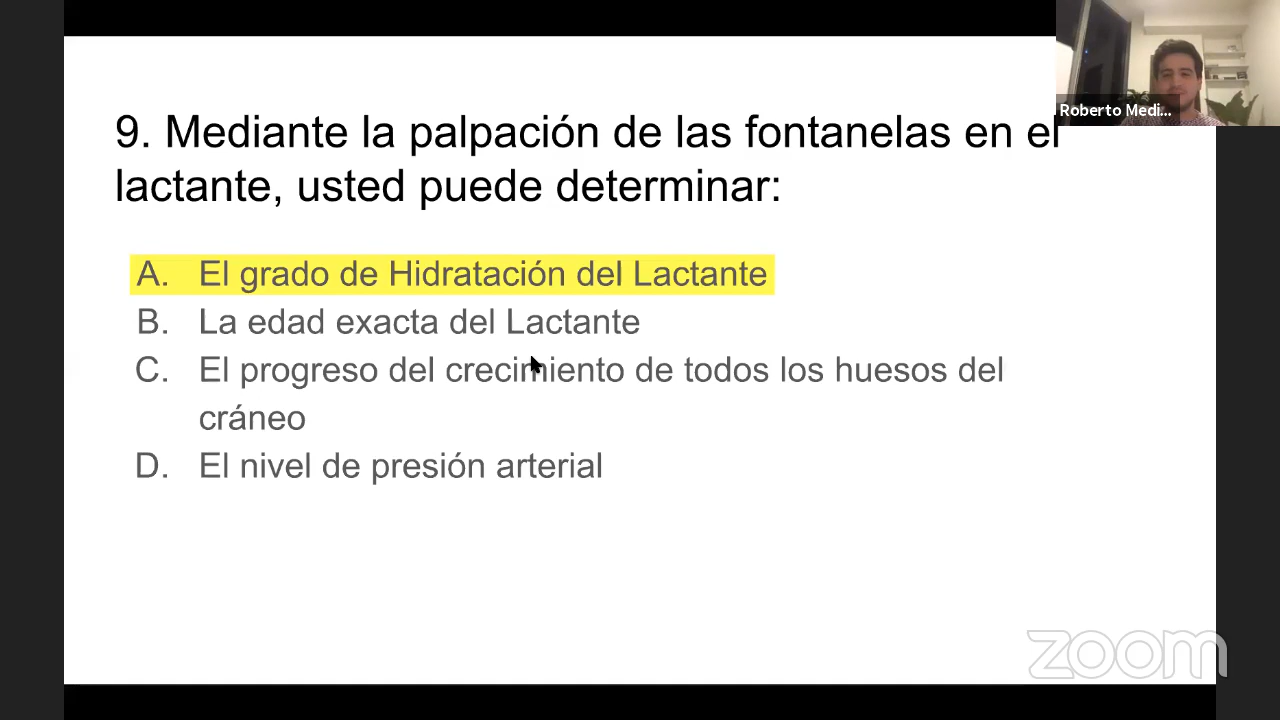 Roberto Medi...
9. Mediante la palpación de las fontanelas en el
lactante, usted puede determinar:
A. El grado de Hidratación del Lactante
B. La edad exacta del Lactante
C. El progreso del crecimiento de todos los huesos del
cráneo
D. El nivel de presión arterial
zoom